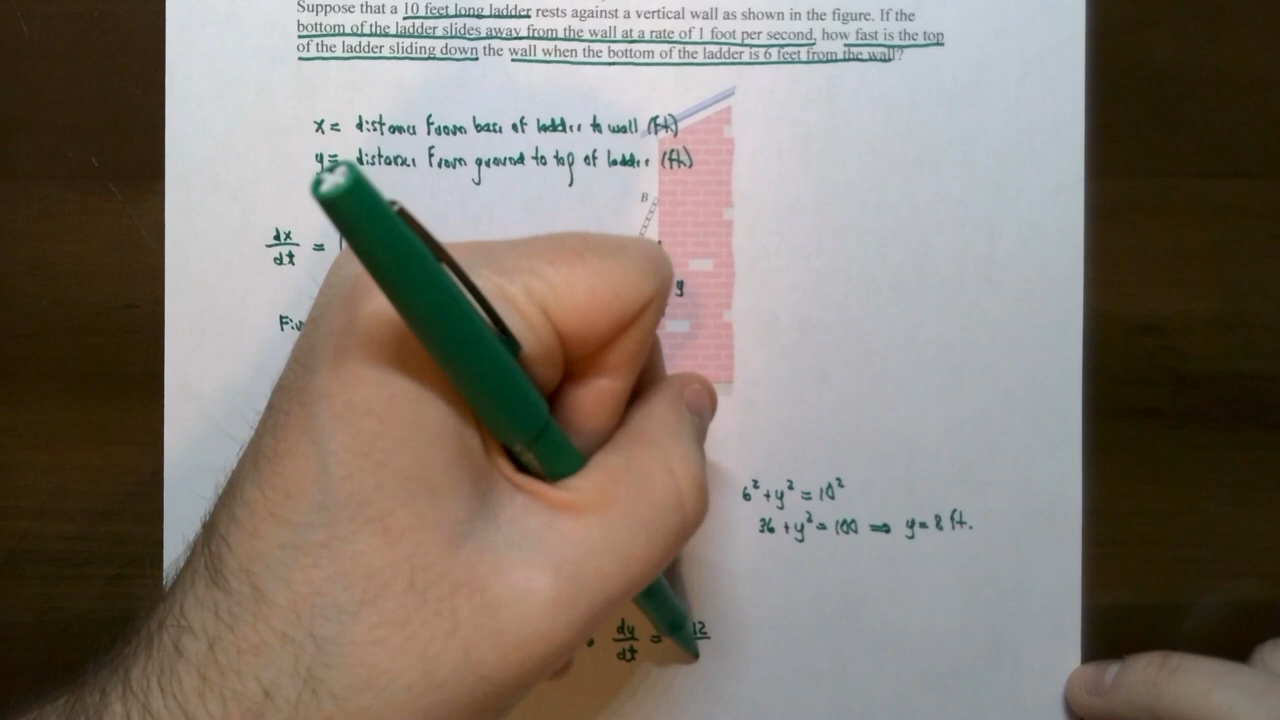 Suppose that a 10 feet long ladder rests against a vertical wall as shown in the figure. If the
bottom of the ladder slides away from the wall at a rate of 1 foot per second, how fast is the top
of the ladder sliding down the wall when the bottom of the ladder is 6 feet from the wall?
x = distance from base of ladder to wall (ft)
y = distance from ground to top of ladder (ft)
B
dx/dt =
y
6² + y² = 10²
36 + y² = 100 ⇒ y = 8 ft.
dy/dt = 12